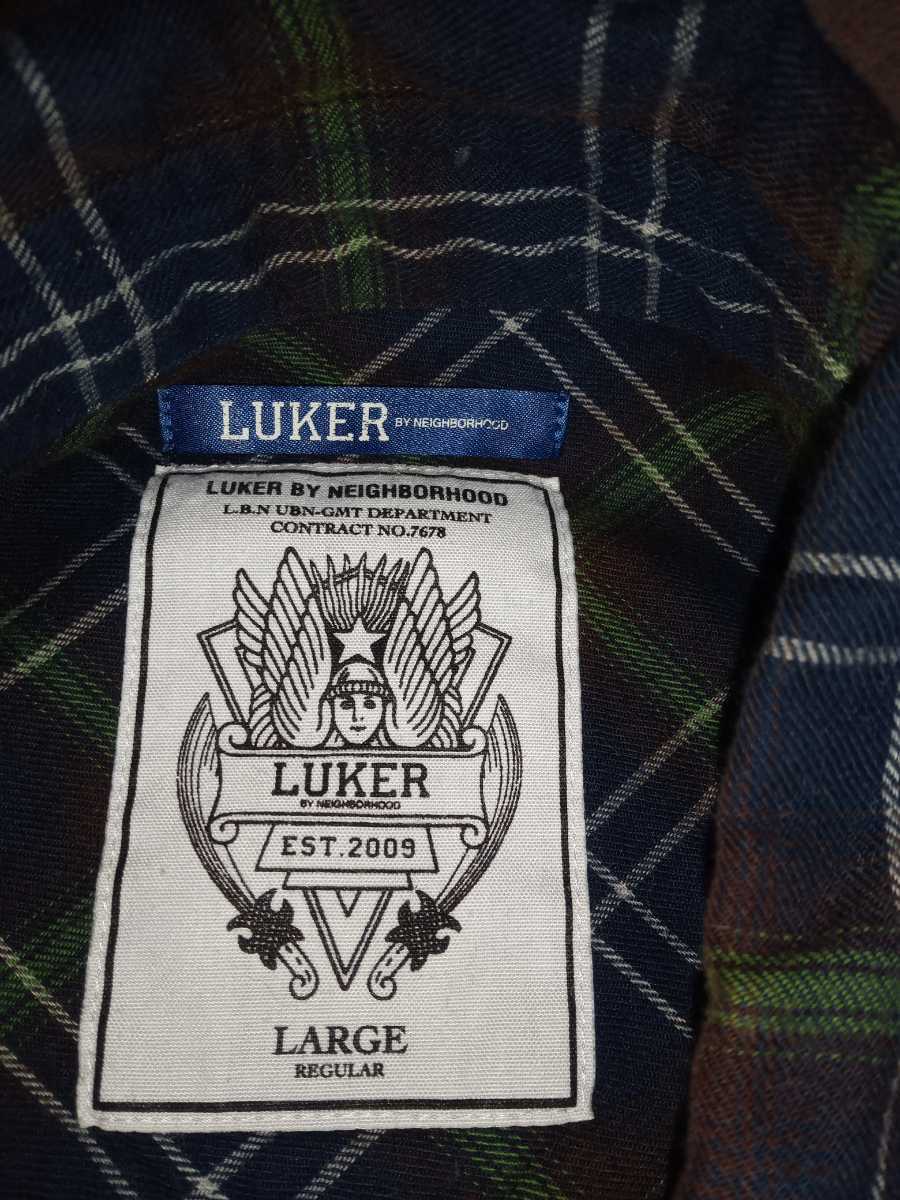 LUKER BY NEIGHBORHOOD
LUKER BY NEIGHBORHOOD
L.B.N UBN-GMT DEPARTMENT
CONTRACT NO.7678
LUKER
BY NEIGHBORHOOD
EST.2009
LARGE
REGULAR